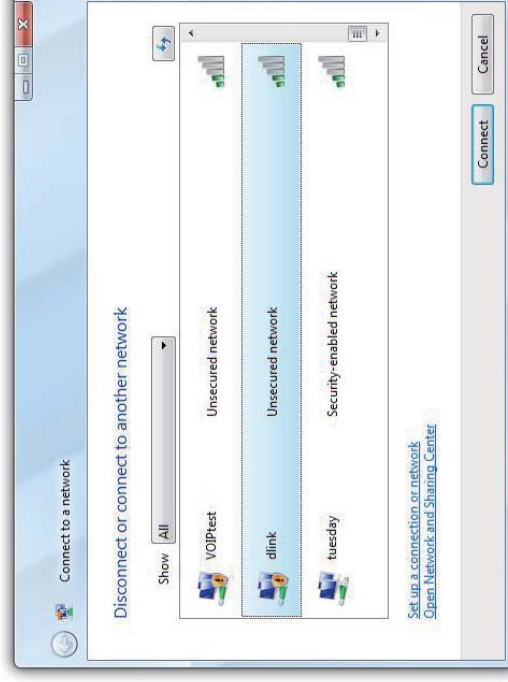 Connect to a network
Disconnect or connect to another network
Show All
VOIPtest Unsecured network
dlink Unsecured network
tuesday Security-enabled network
Set up a connection or network
Open Network and Sharing Center
Connect Cancel